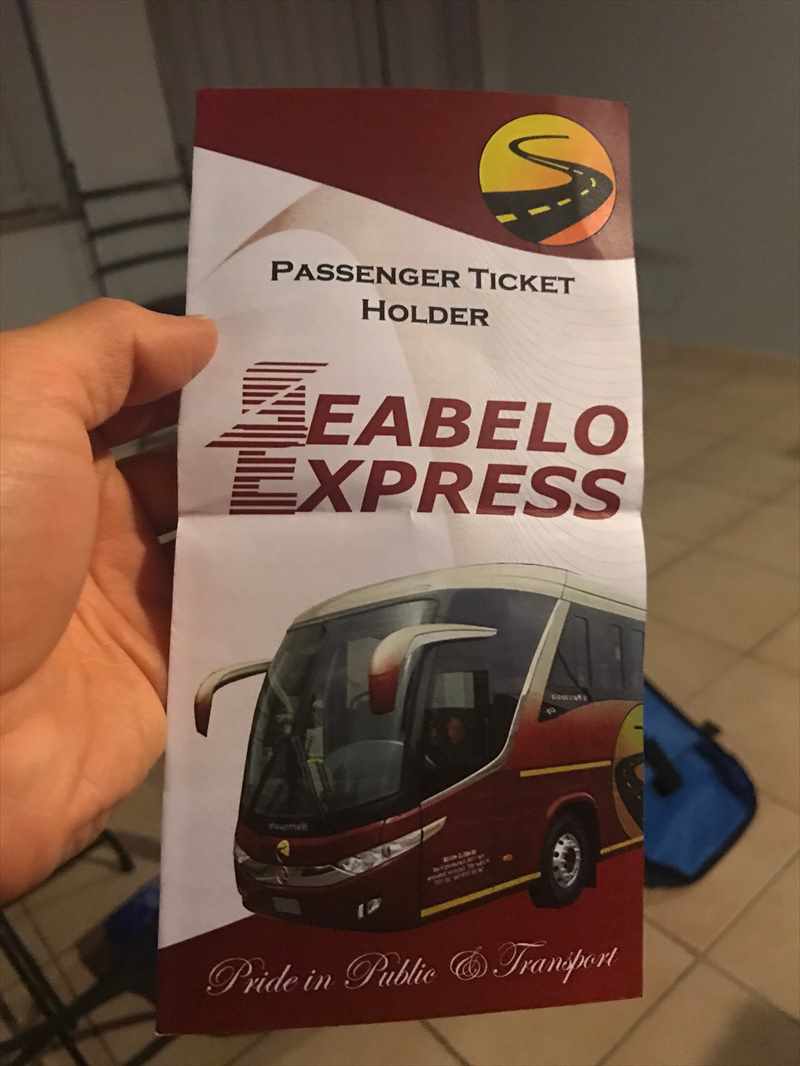 PASSENGER TICKET
HOLDER
SEABELO
EXPRESS
Pride in Public & Transport